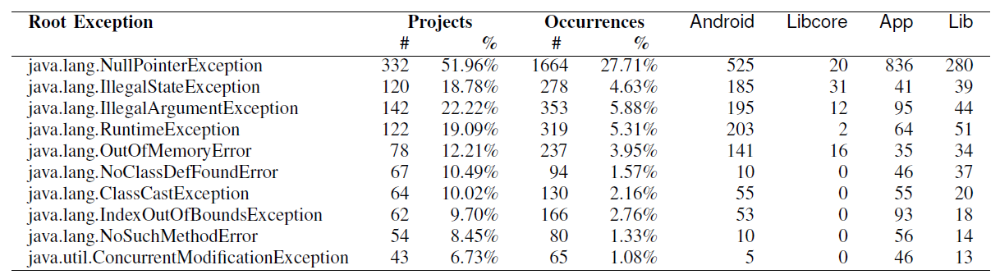 Root Exception Projects Occurrences Android Libcore App Lib
# % # %
java.lang.NullPointerException 332 51.96% 1664 27.71% 525 20 836 280
java.lang.IllegalStateException 120 18.78% 278 4.63% 185 31 41 39
java.lang.IllegalArgumentException 142 22.22% 353 5.88% 195 12 95 44
java.lang.RuntimeException 122 19.09% 319 5.31% 203 2 64 51
java.lang.OutOfMemoryError 78 12.21% 237 3.95% 141 16 35 34
java.lang.NoClassDefFoundError 67 10.49% 94 1.57% 10 0 46 37
java.lang.ClassCastException 64 10.02% 130 2.16% 55 0 55 20
java.lang.IndexOutOfBoundsException 62 9.70% 166 2.76% 53 0 93 18
java.lang.NoSuchMethodError 54 8.45% 80 1.33% 10 0 56 14
java.util.ConcurrentModificationException 43 6.73% 65 1.08% 5 0 46 13